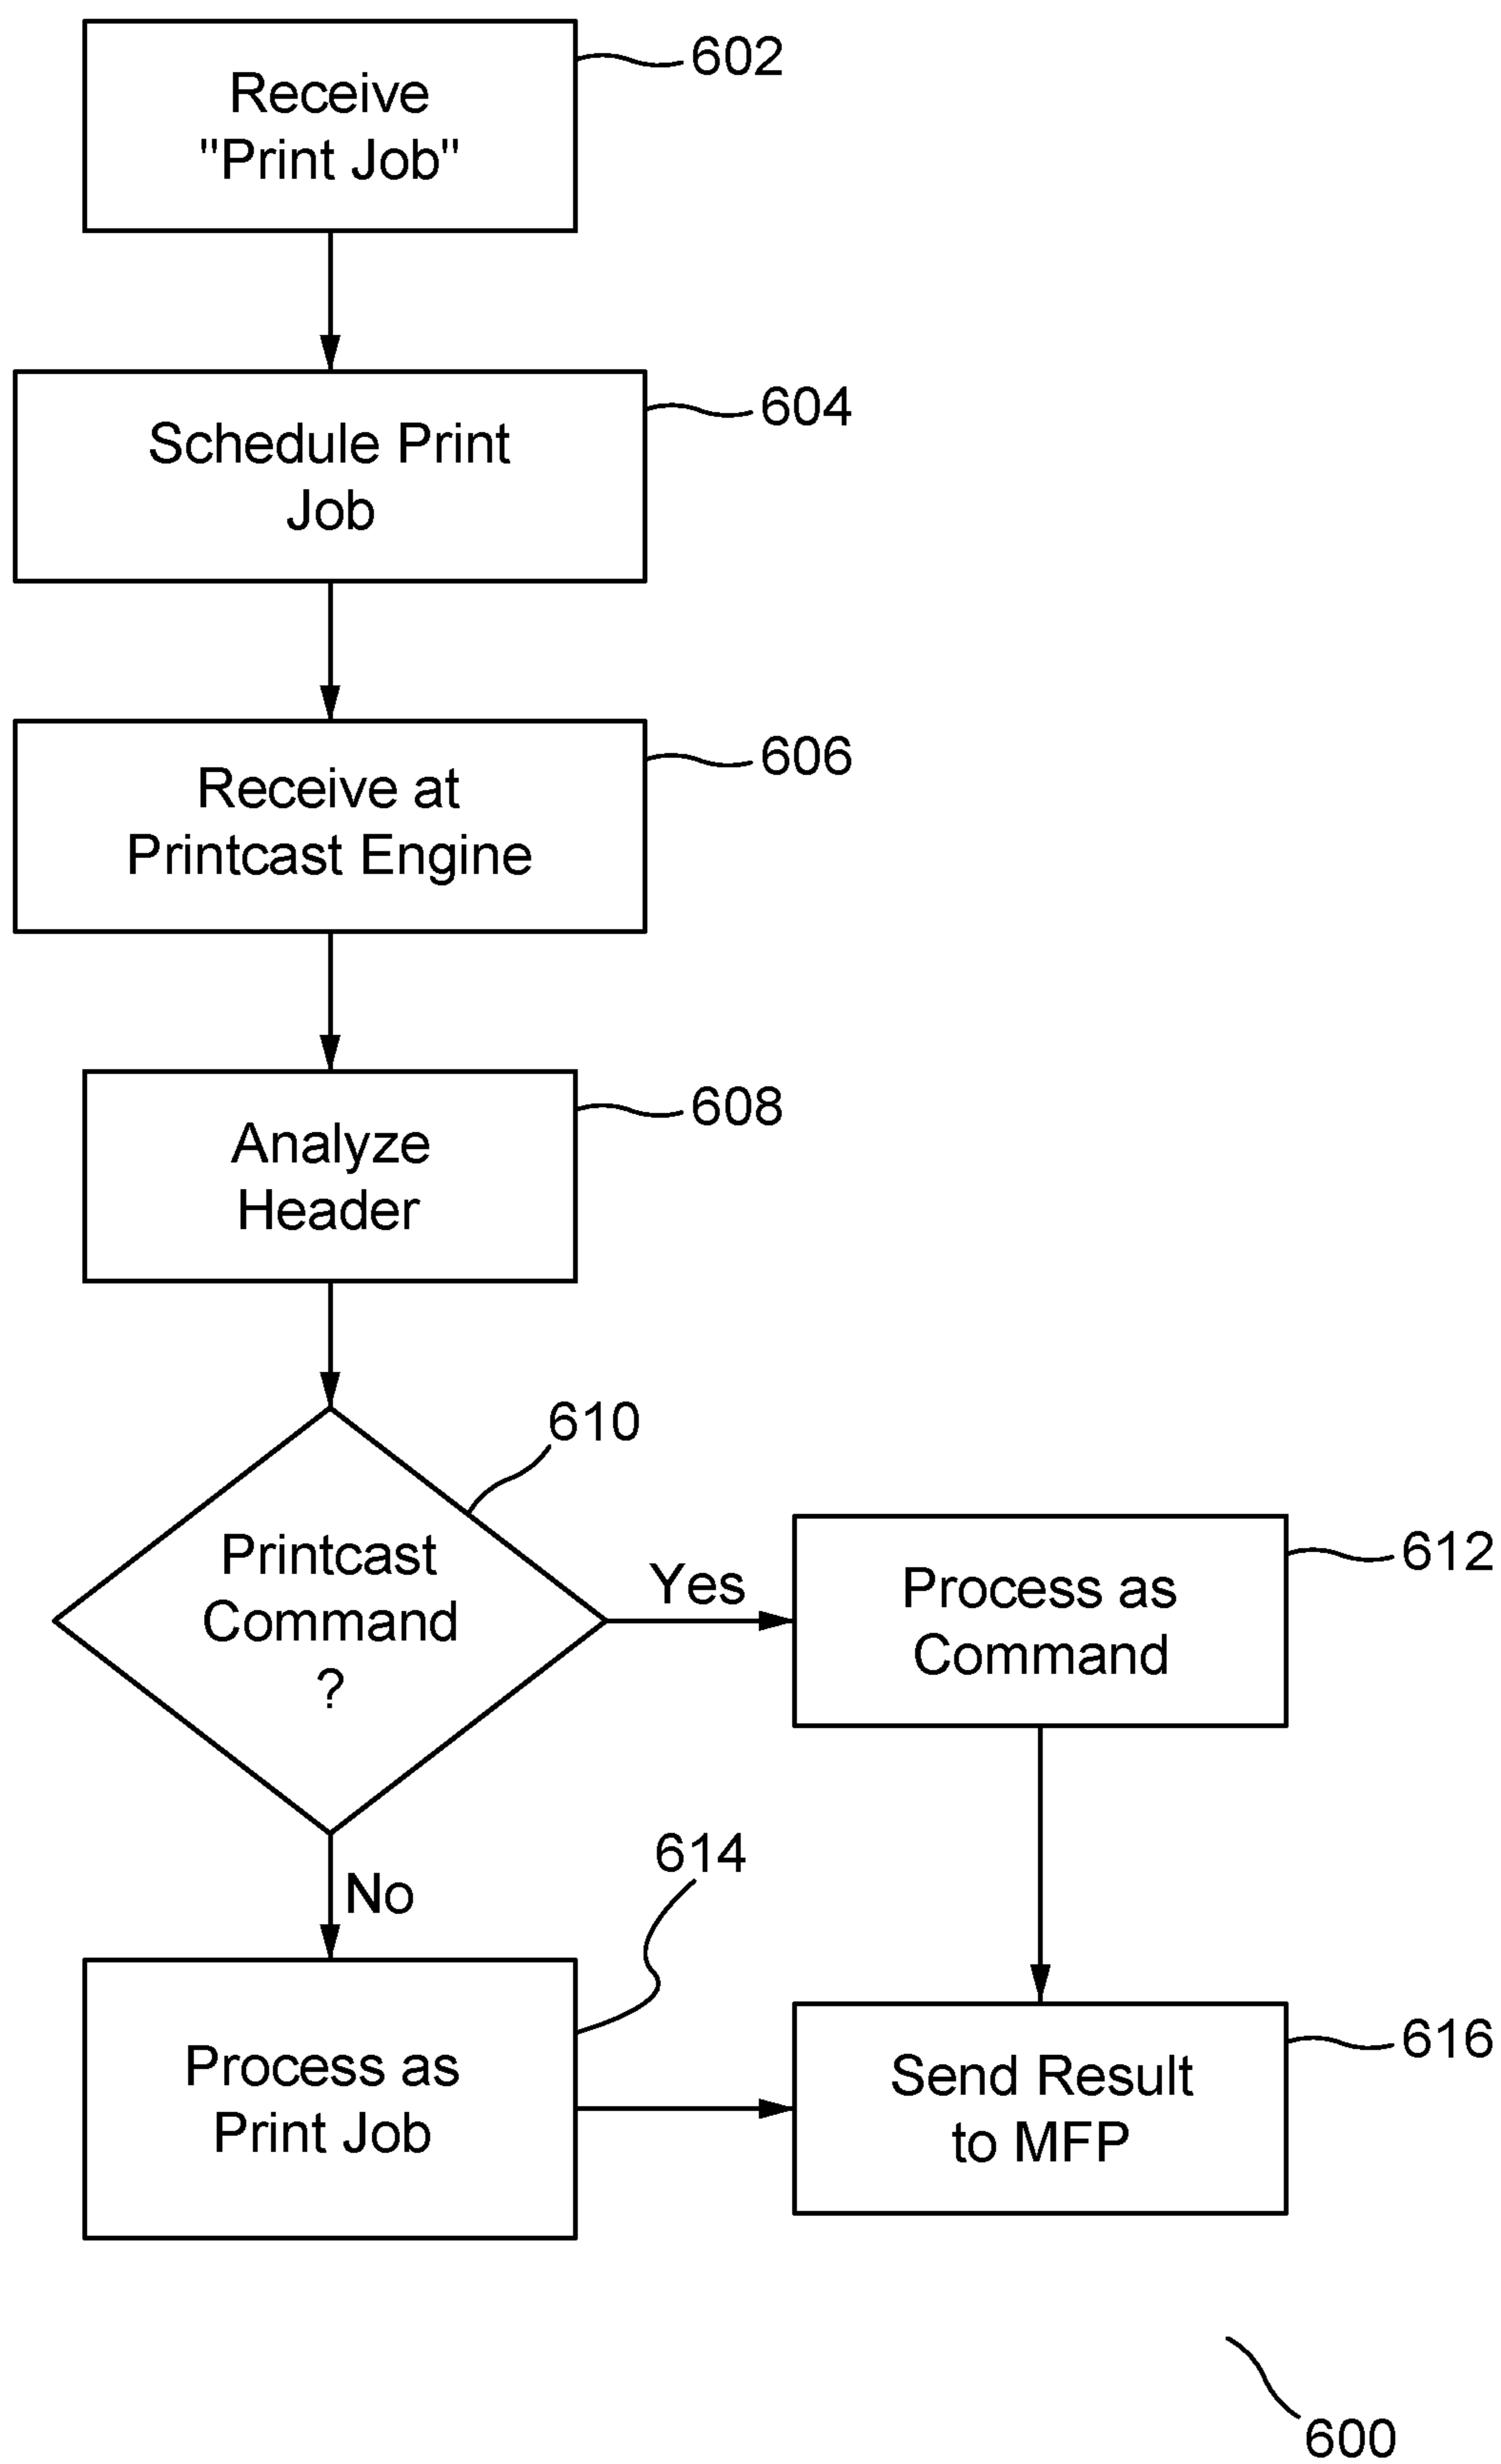 Receive
"Print Job"
602
Schedule Print
Job
604
Receive at
Printcast Engine
606
Analyze
Header
608
Printcast
Command
?
610
Yes
Process as
Command
612
No
Process as
Print Job
614
Send Result
to MFP
616
600